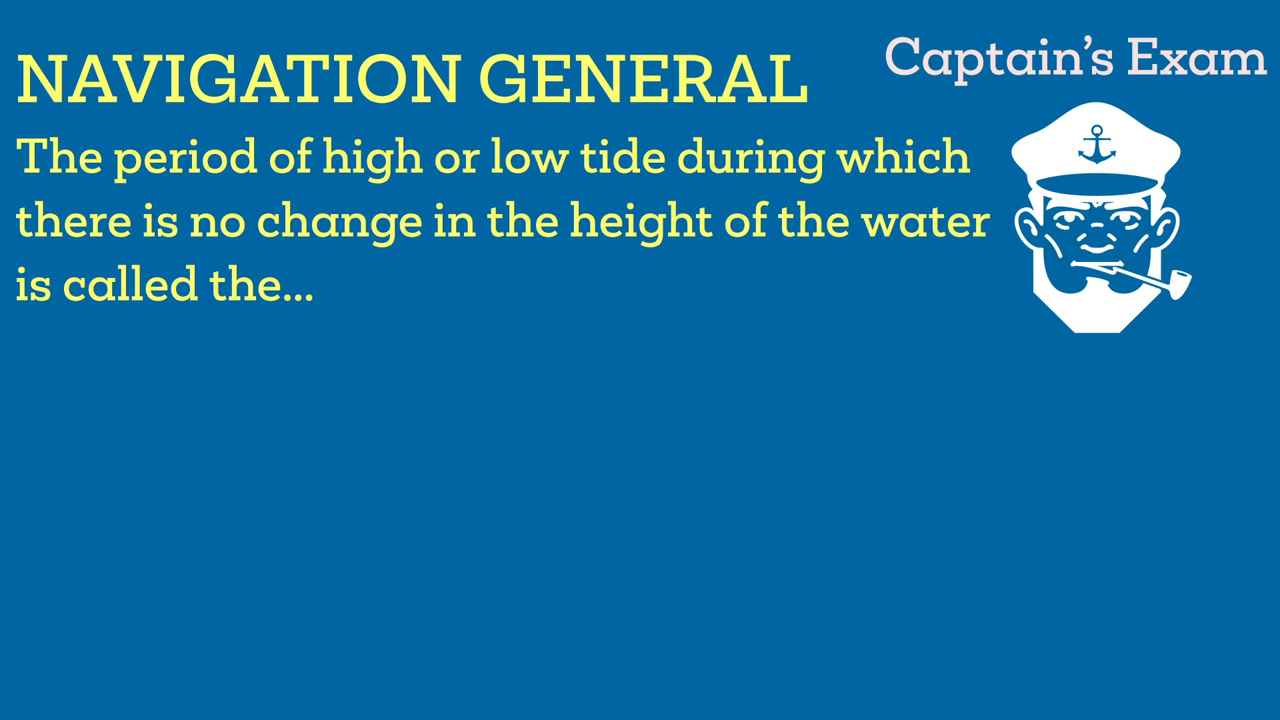 Captain’s Exam
NAVIGATION GENERAL
The period of high or low tide during which
there is no change in the height of the water
is called the...